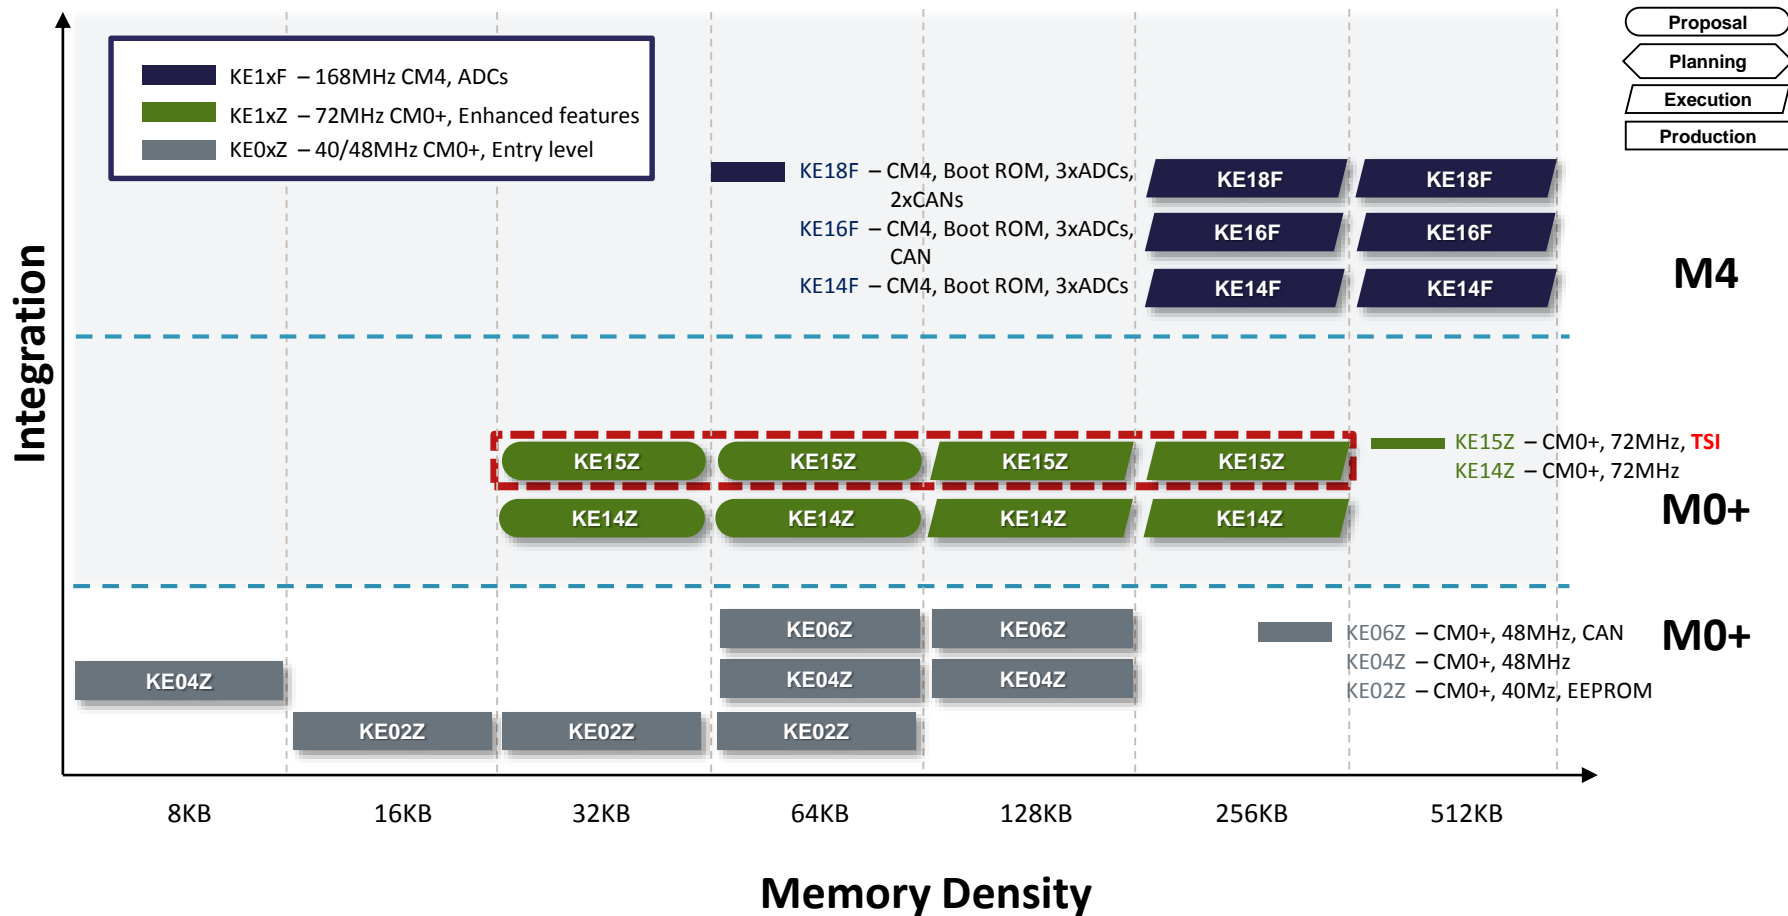 Proposal
Planning
Execution
Production
KE1xF – 168MHz CM4, ADCs
KE1xZ – 72MHz CM0+, Enhanced features
KE0xZ – 40/48MHz CM0+, Entry level
KE18F – CM4, Boot ROM, 3xADCs,
2xCANs
KE16F – CM4, Boot ROM, 3xADCs,
CAN
KE14F – CM4, Boot ROM, 3xADCs
KE18F KE18F
KE16F KE16F
KE14F KE14F
M4
Integration
KE15Z KE15Z KE15Z KE15Z
KE14Z KE14Z KE14Z KE14Z
KE15Z – CM0+, 72MHz, TSI
KE14Z – CM0+, 72MHz
M0+
KE06Z KE06Z
KE04Z KE04Z KE04Z
KE02Z KE02Z KE02Z
KE06Z – CM0+, 48MHz, CAN
KE04Z – CM0+, 48MHz
KE02Z – CM0+, 40Mz, EEPROM
M0+
8KB 16KB 32KB 64KB 128KB 256KB 512KB
Memory Density